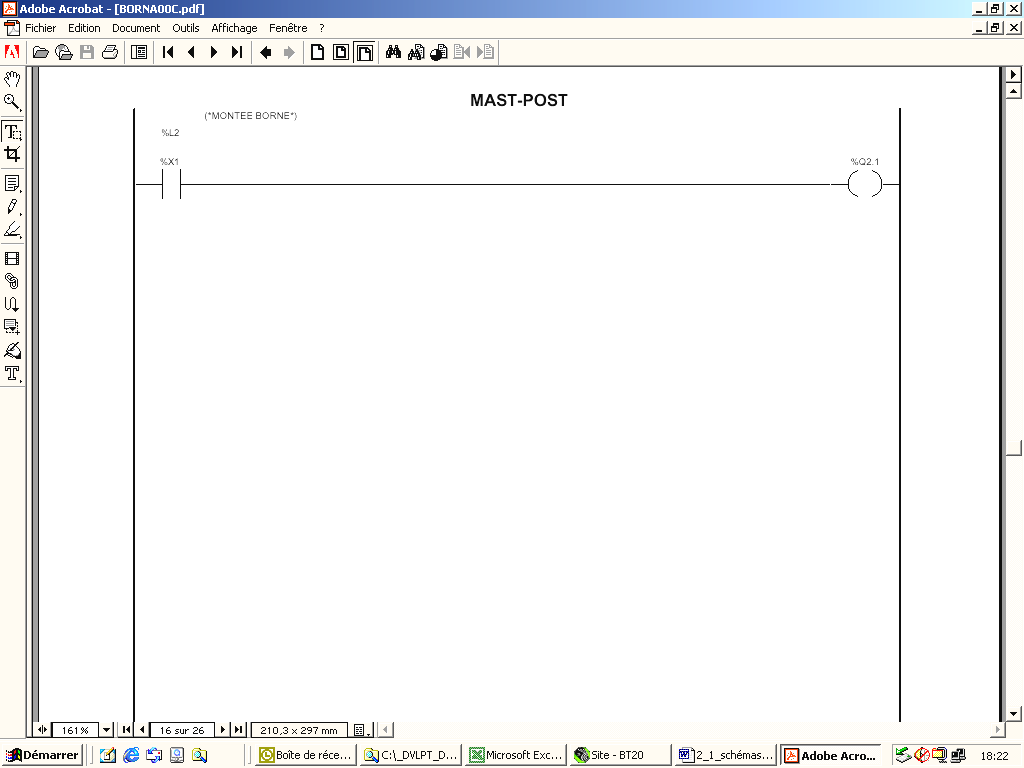 Adobe Acrobat - [BORNA00C.pdf]
Fichier Edition Document Outils Affichage Fenêtre ?
MAST-POST
(*MONTEE BORNE*)
%L2
%X1
%Q2.1
161% 16 sur 26 210,3 x 297 mm
Démarrer Boîte de réce... C:\_DVLPT_D... Microsoft Exc... Site - BT20 2_1_schémas... Adobe Acro... 18:22